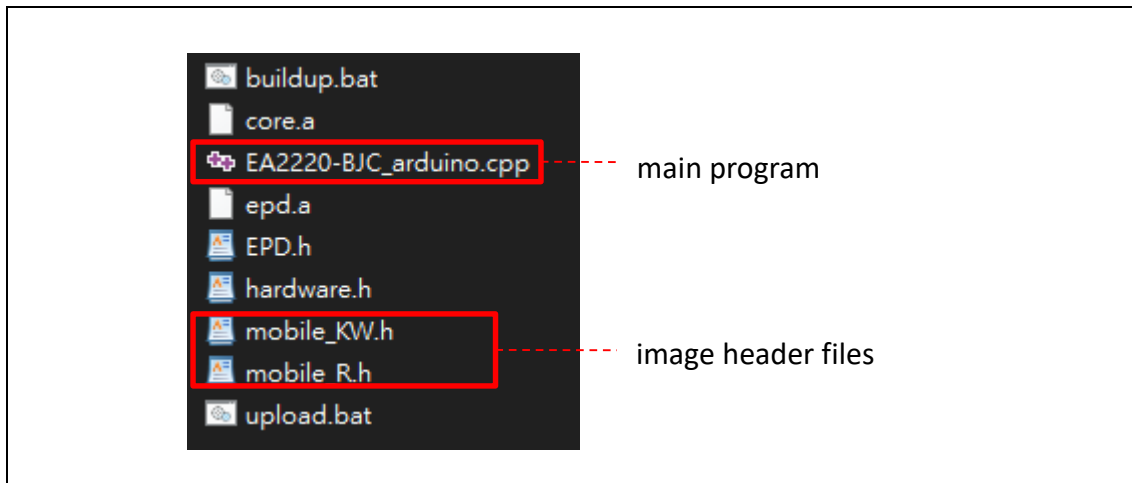 buildup.bat
core.a
EA2220-BJC_arduino.cpp
main program
epd.a
EPD.h
hardware.h
mobile_KW.h
image header files
mobile_R.h
upload.bat